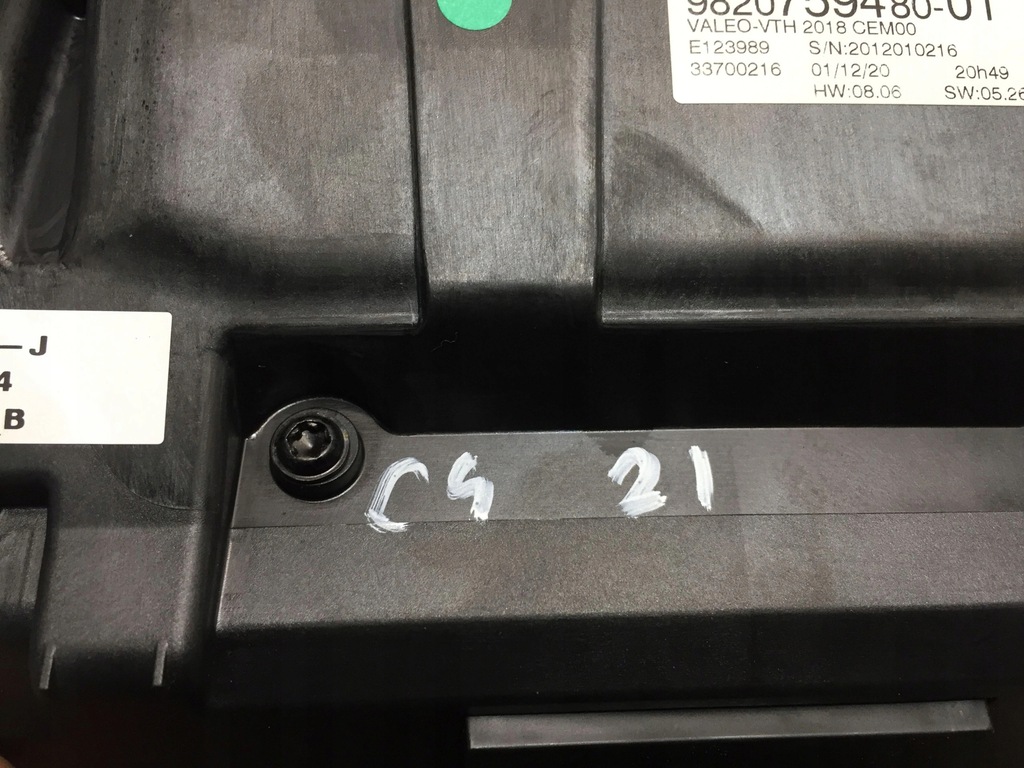 9820759480-01
VALEO-VTH 2018 CEM00
E123989 S/N:2012010216
33700216 01/12/20 20h49
HW:08.06 SW:05.26
—J
4
B
21